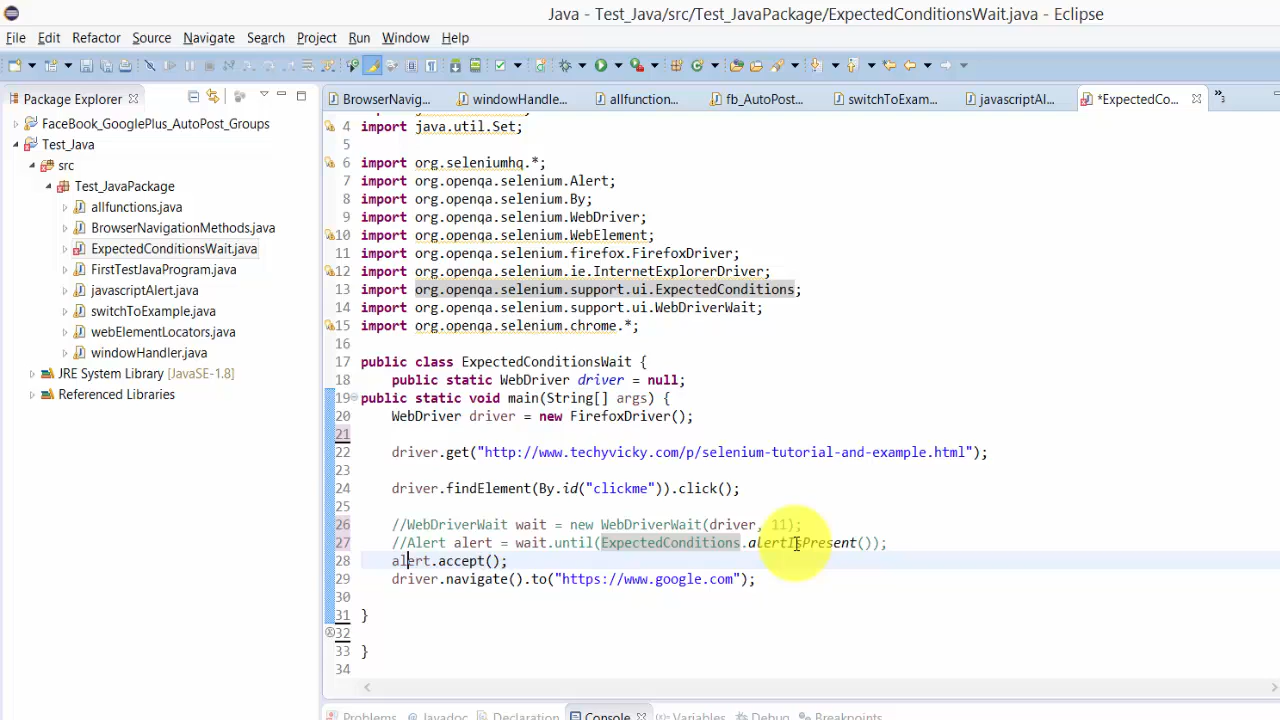 Java - Test_Java/src/Test_JavaPackage/ExpectedConditionsWait.java - Eclipse
File Edit Refactor Source Navigate Search Project Run Window Help
Package Explorer
BrowserNavig... windowHandle... allfunction... fb_AutoPost... switchToExam... javascriptAl... *ExpectedCo... »3
FaceBook_GooglePlus_AutoPost_Groups
Test_Java
src
Test_JavaPackage
allfunctions.java
BrowserNavigationMethods.java
ExpectedConditionsWait.java
FirstTestJavaProgram.java
javascriptAlert.java
switchToExample.java
webElementLocators.java
windowHandler.java
JRE System Library [JavaSE-1.8]
Referenced Libraries
4 import java.util.Set;
5
6 import org.seleniumhq.*;
7 import org.openqa.selenium.Alert;
8 import org.openqa.selenium.By;
9 import org.openqa.selenium.WebDriver;
10 import org.openqa.selenium.WebElement;
11 import org.openqa.selenium.firefox.FirefoxDriver;
12 import org.openqa.selenium.ie.InternetExplorerDriver;
13 import org.openqa.selenium.support.ui.ExpectedConditions;
14 import org.openqa.selenium.support.ui.WebDriverWait;
15 import org.openqa.selenium.chrome.*;
16
17 public class ExpectedConditionsWait {
18 public static WebDriver driver = null;
19 public static void main(String[] args) {
20 WebDriver driver = new FirefoxDriver();
21
22 driver.get("http://www.techyvicky.com/p/selenium-tutorial-and-example.html");
23
24 driver.findElement(By.id("clickme")).click();
25
26 //WebDriverWait wait = new WebDriverWait(driver, 11);
27 //Alert alert = wait.until(ExpectedConditions.alertIsPresent());
28 alert.accept();
29 driver.navigate().to("https://www.google.com");
30
31 }
32
33 }
34
Problems Javadoc Declaration Console Variables Debug Breakpoints